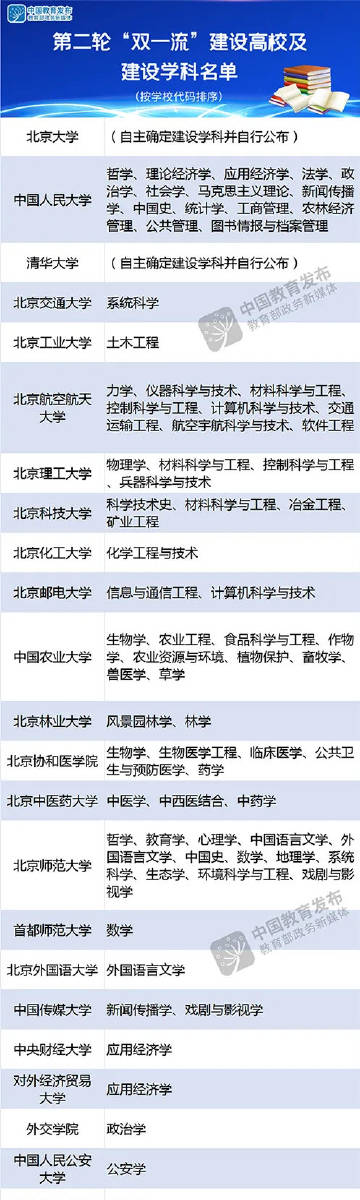 中国教育发布
教育部政务新媒体
第二轮“双一流”建设高校及
建设学科名单
(按学校代码排序)
北京大学 (自主确定建设学科并自行公布)
中国人民大学
哲学、理论经济学、应用经济学、法学、政
治学、社会学、马克思主义理论、新闻传播
学、中国史、统计学、工商管理、农林经济
管理、公共管理、图书情报与档案管理
清华大学 (自主确定建设学科并自行公布)
北京交通大学 系统科学
中国教育发布
教育部政务新媒体
北京工业大学 土木工程
北京航空航天
大学
力学、仪器科学与技术、材料科学与工程、
控制科学与工程、计算机科学与技术、交通
运输工程、航空宇航科学与技术、软件工程
北京理工大学
物理学、材料科学与工程、控制科学与工程
、兵器科学与技术
北京科技大学
科学技术史、材料科学与工程、冶金工程、
矿业工程
北京化工大学 化学工程与技术
北京邮电大学 信息与通信工程、计算机科学与技术
中国农业大学
生物学、农业工程、食品科学与工程、作物
学、农业资源与环境、植物保护、畜牧学、
兽医学、草学
北京林业大学 风景园林学、林学
北京协和医学院
生物学、生物医学工程、临床医学、公共卫
生与预防医学、药学
北京中医药大学 中医学、中西医结合、中药学
北京师范大学
哲学、教育学、心理学、中国语言文学、外
国语言文学、中国史、数学、地理学、系统
科学、生态学、环境科学与工程、戏剧与影
视学
首都师范大学 数学
中国教育发布
教育部政务新媒体
北京外国语大学 外国语言文学
中国传媒大学 新闻传播学、戏剧与影视学
中央财经大学 应用经济学
对外经济贸易
大学
应用经济学
外交学院 政治学
中国人民公安
大学
公安学